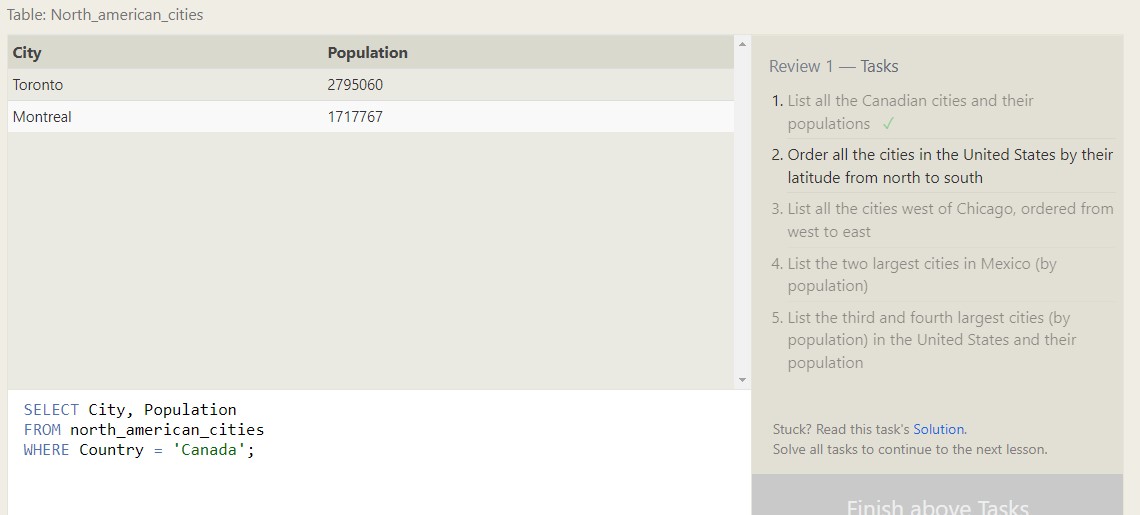 Table: North_american_cities
City Population
Toronto 2795060
Montreal 1717767
SELECT City, Population
FROM north_american_cities
WHERE Country = 'Canada';
Review 1 — Tasks
1. List all the Canadian cities and their
populations ✓
2. Order all the cities in the United States by their
latitude from north to south
3. List all the cities west of Chicago, ordered from
west to east
4. List the two largest cities in Mexico (by
population)
5. List the third and fourth largest cities (by
population) in the United States and their
population
Stuck? Read this task's Solution.
Solve all tasks to continue to the next lesson.
Finish above Tasks